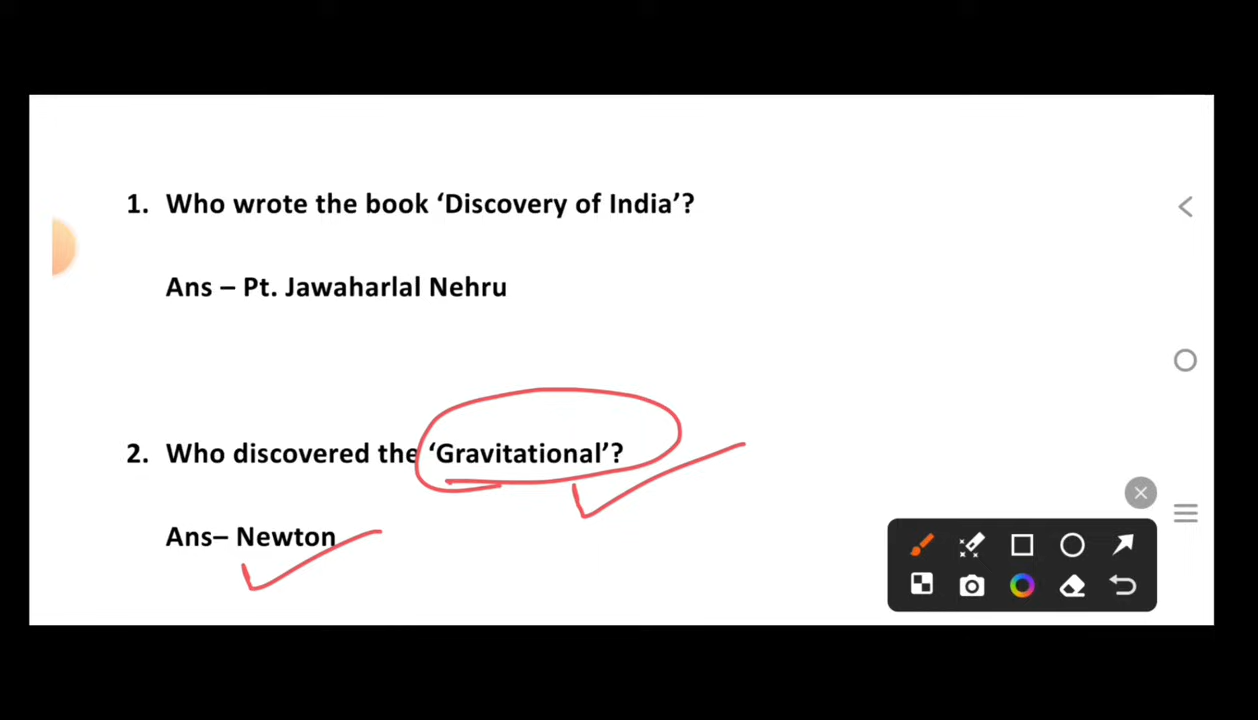 1. Who wrote the book ‘Discovery of India’?
Ans – Pt. Jawaharlal Nehru
2. Who discovered the ‘Gravitational’?
Ans– Newton